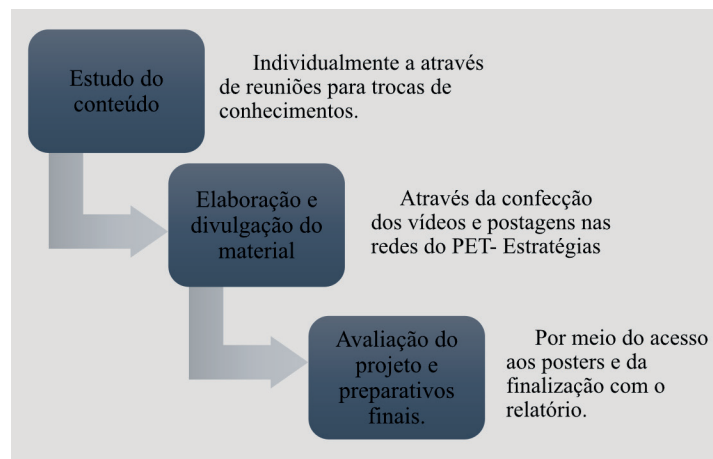 Estudo do
conteúdo
Individualmente a através
de reuniões para trocas de
conhecimentos.
Elaboração e
divulgação do
material
Através da confecção
dos vídeos e postagens nas
redes do PET- Estratégias
Avaliação do
projeto e
preparativos
finais.
Por meio do acesso
aos posters e da
finalização com o
relatório.